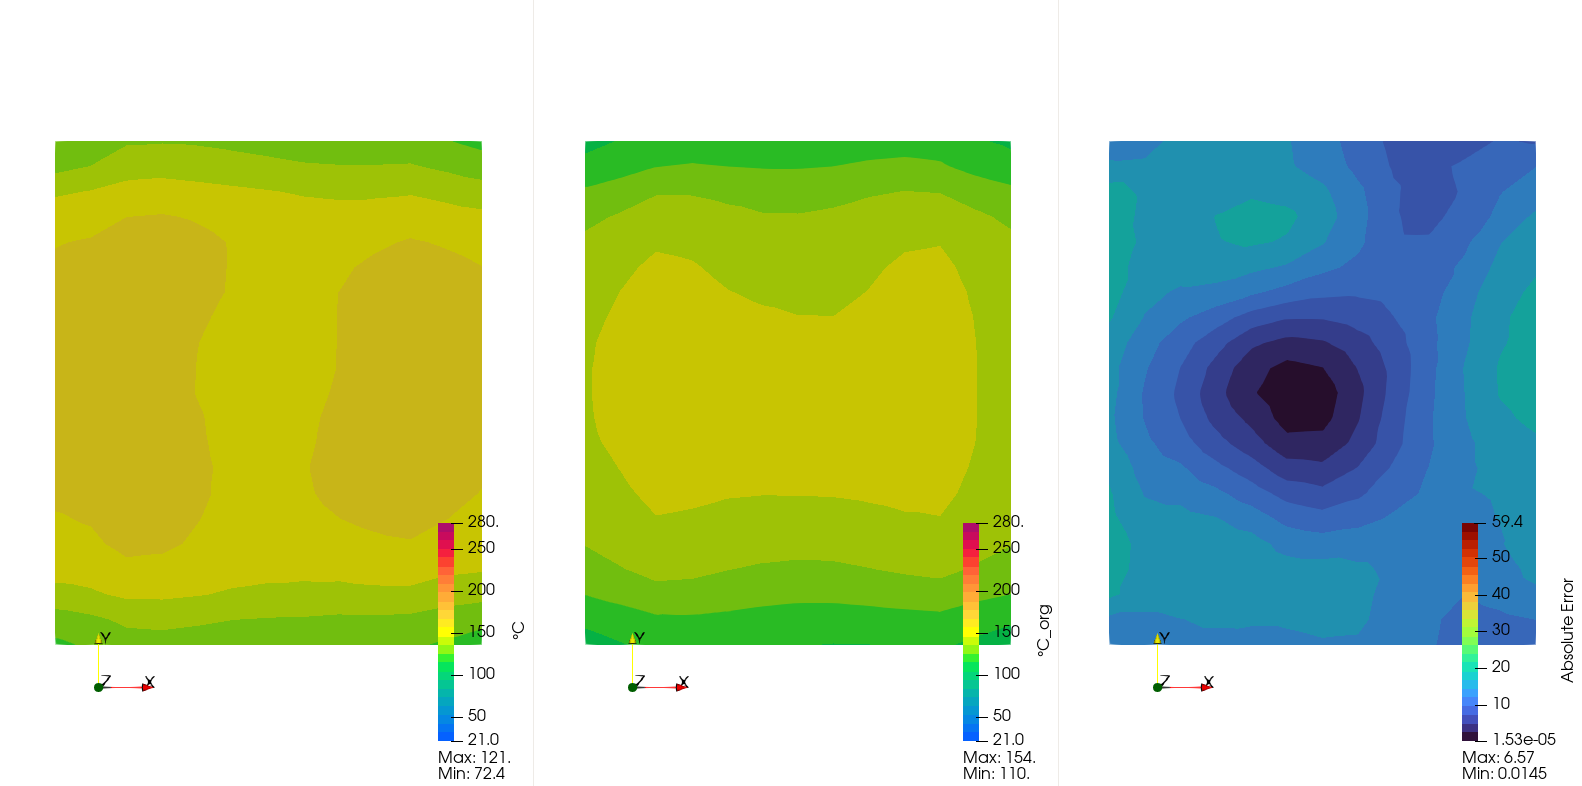 280.
250
200
150
100
50
21.0
°C
Max: 121.
Min: 72.4
Y
Z
X
280.
250
200
150
100
50
21.0
°C_org
Max: 154.
Min: 110.
Y
Z
X
59.4
50
40
30
20
10
1.53e-05
Absolute Error
Max: 6.57
Min: 0.0145
Y
Z
X